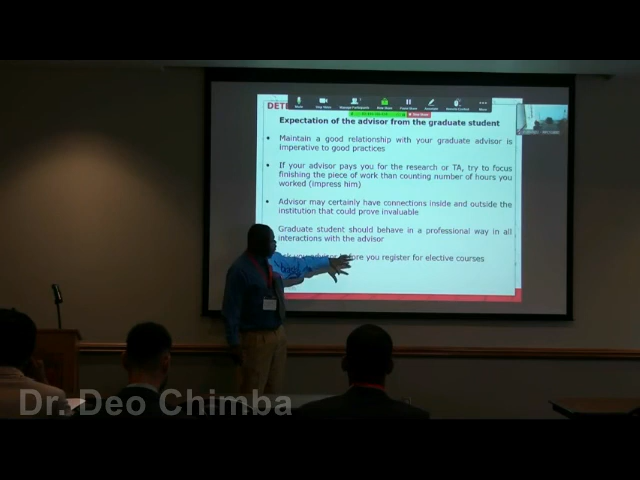 DET
Expectation of the advisor from the graduate student
• Maintain a good relationship with your graduate advisor is
imperative to good practices
• If your advisor pays you for the research or TA, try to focus
finishing the piece of work than counting number of hours you
worked (impress him)
• Advisor may certainly have connections inside and outside the
institution that could prove invaluable
Graduate student should behave in a professional way in all
interactions with the advisor
before you register for elective courses
Dr. Deo Chimba